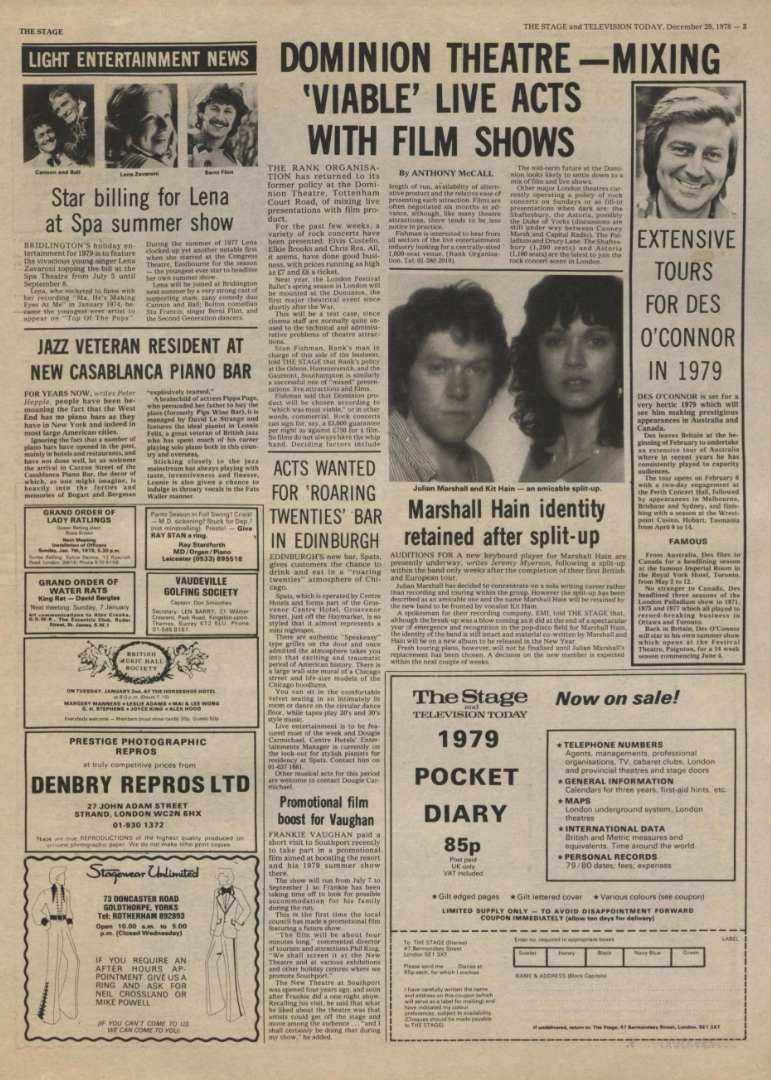 THE STAGE
THE STAGE and TELEVISION TODAY, December 29, 1978 — 3
LIGHT ENTERTAINMENT NEWS
Cannon and Ball
Lena Zavaroni
Berni Flint
Star billing for Lena
at Spa summer show
BRIDLINGTON'S holiday en-
tertainment for 1979 is to feature
the vivacious young singer Lena
Zavaroni topping the bill at the
Spa Theatre from July 5 until
September 8.
Lena, who rocketed to fame with
her recording "Ma, He's Making
Eyes At Me" in January 1974, be-
came the youngest ever artist to
appear on "Top Of The Pops".
During the summer of 1977 Lena
clocked up yet another notable first
when she starred at the Congress
Theatre, Eastbourne for the season
— the youngest ever star to headline
her own summer show.
Lena will be joined at Bridlington
next summer by a very strong cast of
supporting stars; zany comedy duo
Cannon and Ball; Bolton comedian
Stu Francis; singer Berni Flint, and
the Second Generation dancers.
JAZZ VETERAN RESIDENT AT
NEW CASABLANCA PIANO BAR
FOR YEARS NOW, writes Peter
Hepple, people have been be-
moaning the fact that the West
End has no piano bars as they
have in New York and indeed in
most large American cities.
Ignoring the fact that a number of
piano bars have opened in the past,
mainly in hotels and restaurants, and
have not done well, let us welcome
the arrival in Curzon Street of the
Casablanca Piano Bar, the decor of
which, as one might imagine, is
heavily into the forties and
memories of Bogart and Bergman
"explosively teamed."
A brainchild of actress Pippa Page,
who persuaded her father to buy the
place (formerly Pips Wine Bar), it is
managed by David Le Strange and
features the ideal pianist in Lennie
Felix, a great veteran of British jazz
who has spent much of his career
playing solo piano both in this coun-
try and overseas.
Sticking closely to the jazz
mainstream but always playing with
taste, inventiveness and finesse,
Lennie is also given a chance to
indulge in throaty vocals in the Fats
Waller manner.
GRAND ORDER OF
LADY RATLINGS
Next Meeting
Installation of Officers
Sunday, Jan. 7th, 1979, 5.30 p.m.
Panto Season in Full Swing! Crisis!
— M.D. sickening? Stuck for Dep.?
(not minstrelling). Presto! — Give
RAY STAN a ring.
Ray Staniforth
MD/Organ/Piano
Leicester (0533) 895518
GRAND ORDER OF
WATER RATS
King Rat — David Berglas
Next meeting: Sunday, 7 January
VAUDEVILLE
GOLFING SOCIETY
Captain: Don Smoothey
Secretary: LEN BARRY, 21 Wilmer
Crescent, Park Road, Kingston-upon-
Thames, Surrey KT2 5LU. Phone
01-546 8167.
BRITISH
MUSIC HALL
SOCIETY
ON TUESDAY, JANUARY 2nd, AT THE HORSESHOE HOTEL
MARGERY MANNERS • LESLIE ADAMS • MAI & LEE WONG
S. K. STEPHENS • JOYCE KING • ALEX HOOD
Everybody welcome — Members (must show cards) 30p. Guests 50p
PRESTIGE PHOTOGRAPHIC
REPROS
at truly competitive prices from
DENBRY REPROS LTD
27 JOHN ADAM STREET
STRAND, LONDON WC2N 6HX
01-930 1372
These are true REPRODUCTIONS of the highest quality produced on
genuine photographic paper. We do not make litho print copies
Stagewear Unlimited
73 DONCASTER ROAD
GOLDTHORPE, YORKS
Tel: ROTHERHAM 892893
Open 10.00 a.m. to 5.00
p.m. (Closed Wednesday)
IF YOU REQUIRE AN
AFTER HOURS AP-
POINTMENT GIVE US A
RING AND ASK FOR
NEIL CROSSLAND OR
MIKE POWELL
(IF YOU CAN'T COME TO US
WE CAN COME TO YOU)
DOMINION THEATRE — MIXING
'VIABLE' LIVE ACTS
WITH FILM SHOWS
THE RANK ORGANISA-
TION has returned to its
former policy at the Domi-
nion Theatre, Tottenham
Court Road, of mixing live
presentations with film pro-
duct.
For the past few weeks, a
variety of rock concerts have
been presented: Elvis Costello,
Elkie Brooks and Chris Rea. All,
it seems, have done good busi-
ness, with prices running as high
as £7 and £8 a ticket.
Next year, the London Festival
Ballet's spring season in London will
be mounted at the Dominion, the
first major theatrical event since
shortly after the War.
This will be a test case, since
cinema staff are normally quite un-
used to the technical and administ-
rative problems of theatre attrac-
tions.
Stan Fishman, Rank's man in
charge of this side of the business,
told THE STAGE that Rank's policy
at the Odeon, Hammersmith, and the
Gaumont, Southampton is similarly
a successful one of "mixed" presen-
tations, live attractions and films.
Fishman said that Dominion pro-
duct will be chosen according to
"which was most viable," or in other
words, commercial. Rock concerts
can sign for, say, a £3,000 guarantee
per night as against £750 for a film.
So films do not always have the whip
hand. Deciding factors include
By ANTHONY McCALL
length of run, availability of altern-
ative product and the relative ease of
presenting each attraction. Films are
often negotiated six months in ad-
vance, although, like many theatre
attractions, there tends to be less
notice in practice.
Fishman is interested to hear from
all sectors of the live entertainment
industry looking for a centrally-sited
1,600-seat venue. (Rank Organisa-
tion, Tel: 01-580 2010).
The mid-term future at the Domi-
nion looks likely to settle down to a
mix of film and live shows.
Other major London theatres cur-
rently operating a policy of rock
concerts on Sundays or as fill-in
presentations when dark are: the
Shaftesbury, the Astoria, possibly
the Duke of Yorks (discussions are
still under way between Cooney
Marsh, and Capital Radio), The Pal-
ladium and Drury Lane. The Shaftes-
bury (1,250 seats) and Astoria
(1,180 seats) are the latest to join the
rock concert scene in London.
Julian Marshall and Kit Hain — an amicable split-up.
Marshall Hain identity
retained after split-up
AUDITIONS FOR A new keyboard player for Marshall Hain are
presently underway, writes Jeremy Myerson, following a split-up
within the band only weeks after the completion of their first British
and European tour.
Julian Marshall has decided to concentrate on a solo writing career rather
than recording and touring within the group. However the split-up has been
described as an amicable one and the name Marshall Hain will be retained by
the new band to be fromed by vocalist Kit Hain.
A spokesman for their recording company, EMI, told THE STAGE that,
although the break-up was a blow coming as it did at the end of a spectacular
year of emergence and recognition in the pop-disco field for Marshall Hain,
the identity of the band is still intact and material co-written by Marshall and
Hain will be on a new album to be released in the New Year.
Fresh touring plans, however, will not be finalised until Julian Marshall's
replacement has been chosen. A decision on the new member is expected
within the next couple of weeks.
EXTENSIVE
TOURS
FOR DES
O'CONNOR
IN 1979
DES O'CONNOR is set for a
very hectic 1979 which will
see him making prestigious
appearances in Australia and
Canada.
Des leaves Britain at the be-
ginning of February to undertake
an extensive tour of Australia
where in recent years he has
consistently played to capacity
audiences.
The tour opens on February 8
with a two-day engagement at
the Perth Concert Hall, followed
by appearances in Melbourne,
Brisbane and Sydney, and finish-
ing with a season at the Wrest-
point Casino, Hobart, Tasmania
from April 9 to 14.
FAMOUS
From Australia, Des flies to
Canada for a headlining season
at the famous Imperial Room in
the Royal York Hotel, Toronto,
from May 2 to 12.
No stranger to Canada, Des
headlined three seasons of the
London Palladium show in 1971,
1975 and 1977 which all played to
record-breaking business in
Ottawa and Toronto.
Back in Britain, Des O'Connor
will star in his own summer show
which opens at the Festival
Theatre, Paignton, for a 14 week
season commencing June 4.
ACTS WANTED
FOR 'ROARING
TWENTIES' BAR
IN EDINBURGH
EDINBURGH'S new bar, Spats,
gives customers the chance to
drink and eat in a "roaring
twenties" atmosphere of Chi-
cago.
Spats, which is operated by Centre
Hotels and forms part of the Gros-
venor Centre Hotel, Grosvenor
Street, just off the Haymarket, is so
styled that it almost represents a
mini nightspot.
There are authentic "Speakeasy"
type grilles on the door and once
admitted the atmosphere takes you
into that exciting and traumatic
period of American history. There is
a large wall-size mural of a Chicago
street and life-size models of the
Chicago hoodlums.
You can sit in the comfortable
velvet seating in an intimately lit
room or dance on the circular dance
floor, while tapes play 20's and 30's
style music.
Live entertainment is to be fea-
tured most of the week and Dougie
Carmichael, Centre Hotels' Enter-
tainments Manager is currently on
the look-out for stylish pianists for
residency at Spats. Contact him on
01-637 1661.
Other musical acts for this period
are welcome to contact Dougie Car-
michael.
Promotional film
boost for Vaughan
FRANKIE VAUGHAN paid a
short visit to Southport recently
to take part in a promotional
film aimed at boosting the resort
and his 1979 summer show
there.
The show will run from July 7 to
September 1 so Frankie has been
taking time off to look for possible
accommodation for his family
during the run.
This is the first time the local
council has made a promotional film
featuring a future show.
"The film will be about four
minutes long," commented director
of tourism and attractions Phil King.
"We shall screen it at the New
Theatre and at various exhibitions
and other holiday centres where we
promote Southport."
The New Theatre at Southport
was opened four years ago, and soon
after Frankie did a one-night show.
Recalling his visit, he said that what
he liked about the theatre was that
artists could get off the stage and
move among the audience . . . "and I
shall certainly be doing that during
my show," he added.
The Stage
and
TELEVISION TODAY
1979
POCKET
DIARY
85p
Post paid
UK only
VAT included
Now on sale!
★ TELEPHONE NUMBERS
Agents, managements, professional
organisations, TV, cabaret clubs, London
and provincial theatres and stage doors
★ GENERAL INFORMATION
Calendars for three years, first-aid hints, etc.
★ MAPS
London underground system, London
theatres
★ INTERNATIONAL DATA
British and Metric measures and
equivalents. Time around the world.
★ PERSONAL RECORDS
79/80 dates; fees; expenses
★ Gilt edged pages ★ Gilt lettered cover ★ Various colours (see coupon)
LIMITED SUPPLY ONLY — TO AVOID DISAPPOINTMENT FORWARD
COUPON IMMEDIATELY (allow ten days for delivery)
To: THE STAGE (Diaries)
47 Bermondsey Street
London SE1 3XT
Please send me . . . . Diaries at
85p each, for which I enclose
I have carefully written the name
and address on this coupon (which
will serve as a label for mailing) and
have indicated my colour
preferences, subject to availability.
(Cheques should be made payable
to THE STAGE).
Enter no. required in appropriate boxes
LABEL
Scarlet
Honey
Black
Navy Blue
Green
NAME & ADDRESS (Block Capitals)
If undelivered, return to: The Stage, 47 Bermondsey Street, London, SE1 3XT